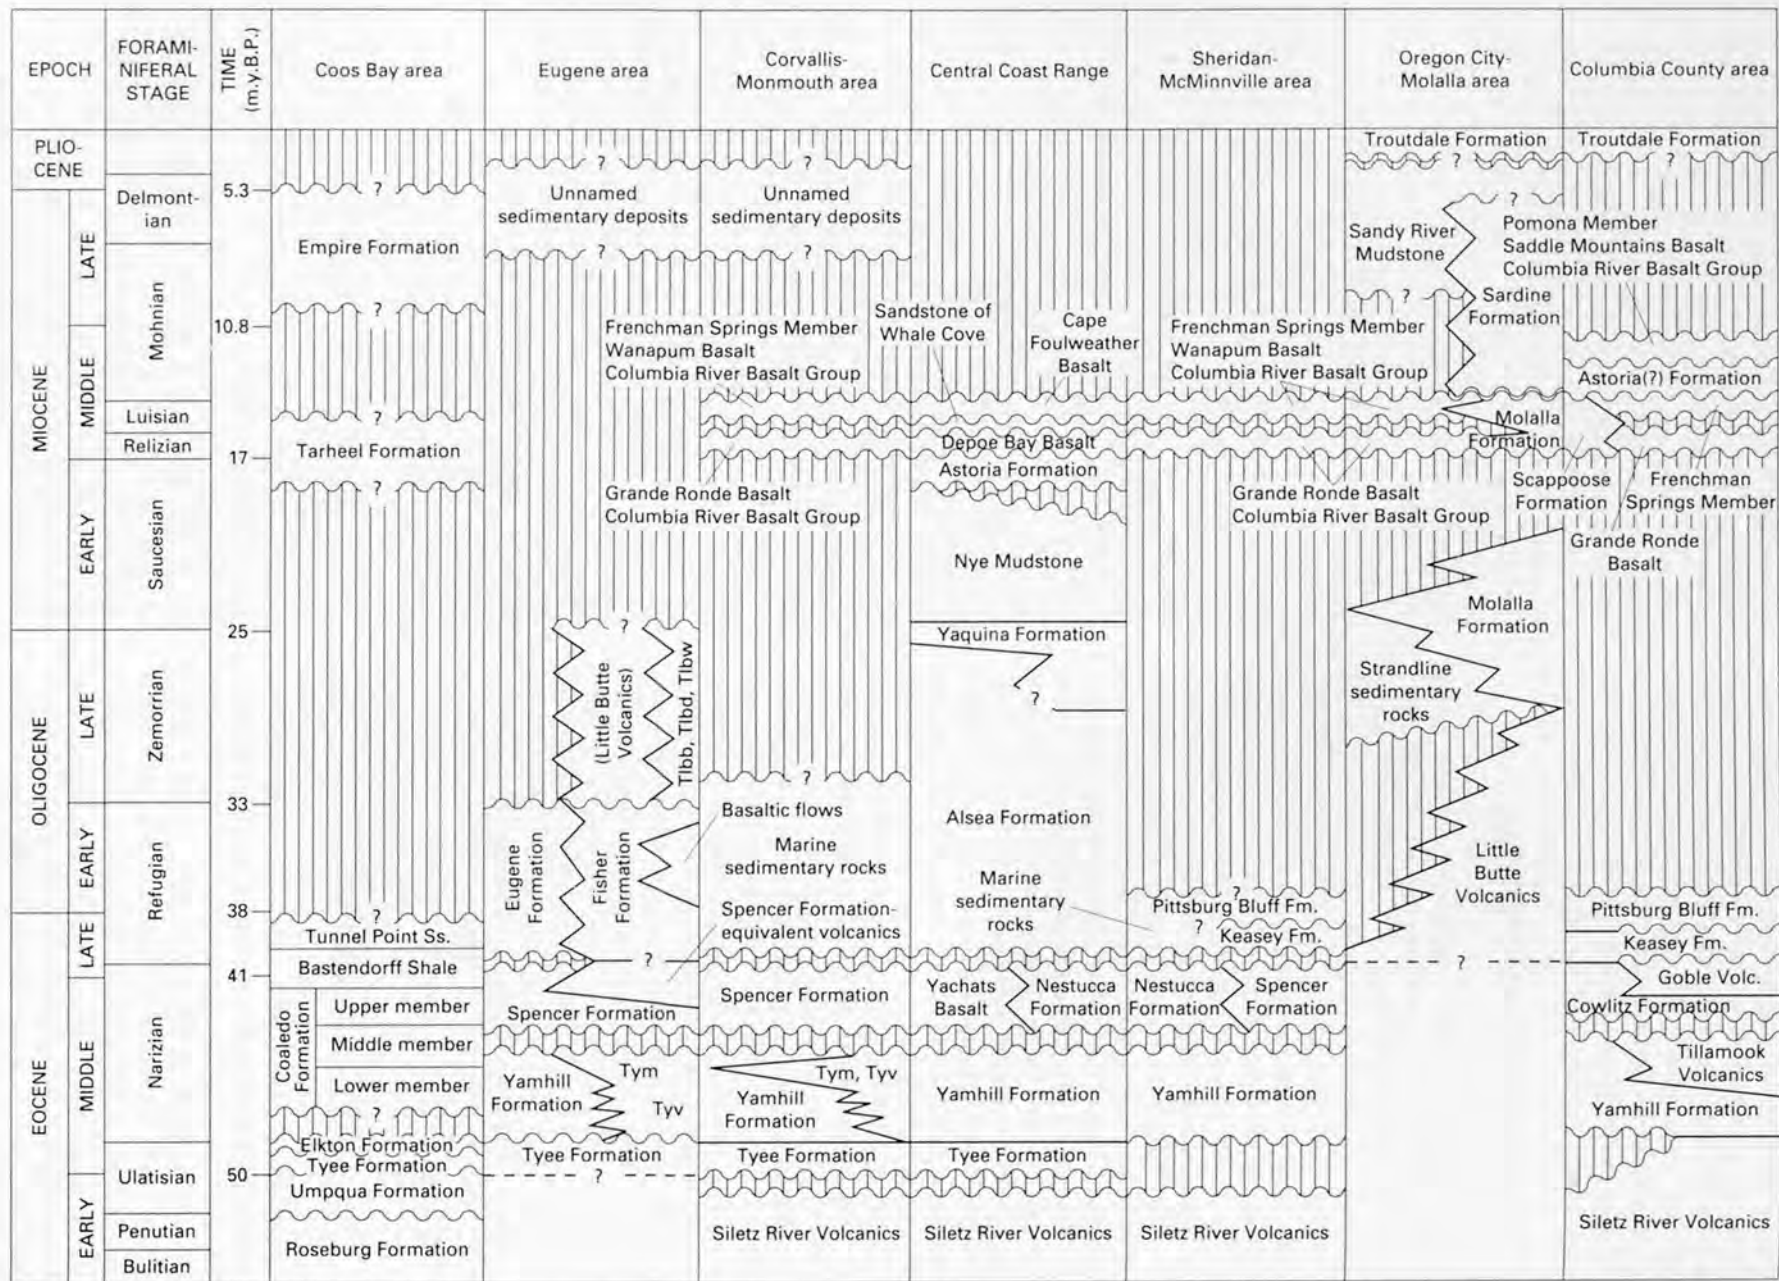 EPOCH
FORAMI-
NIFERAL
STAGE
TIME
(m.y.B.P.)
Coos Bay area
Eugene area
Corvallis-
Monmouth area
Central Coast Range
Sheridan-
McMinnville area
Oregon City-
Molalla area
Columbia County area
PLIO-
CENE
MIOCENE
LATE
MIDDLE
EARLY
OLIGOCENE
LATE
EARLY
EOCENE
LATE
MIDDLE
EARLY
Delmont-
ian
Mohnian
Luisian
Relizian
Saucesian
Zemorrian
Refugian
Narizian
Ulatisian
Penutian
Bulitian
5.3
10.8
17
25
33
38
41
50
?
Empire Formation
?
?
Tarheel Formation
?
?
Tunnel Point Ss.
Bastendorff Shale
Coaledo
Formation
Upper member
Middle member
Lower member
?
Elkton Formation
Tyee Formation
Umpqua Formation
Roseburg Formation
?
Unnamed
sedimentary deposits
?
?
(Little Butte
Volcanics)
Tlbb, Tlbd, Tlbw
Eugene
Formation
Fisher
Formation
?
Spencer Formation
Yamhill
Formation
Tym
Tyv
Tyee Formation
?
?
Unnamed
sedimentary deposits
?
Frenchman Springs Member
Wanapum Basalt
Columbia River Basalt Group
Grande Ronde Basalt
Columbia River Basalt Group
?
Basaltic flows
Marine
sedimentary rocks
Spencer Formation-
equivalent volcanics
Spencer Formation
Tym, Tyv
Yamhill
Formation
Tyee Formation
Siletz River Volcanics
Sandstone of
Whale Cove
Cape
Foulweather
Basalt
Depoe Bay Basalt
Astoria Formation
Nye Mudstone
Yaquina Formation
?
Alsea Formation
Marine
sedimentary
rocks
Yachats
Basalt
Nestucca
Formation
Yamhill Formation
Tyee Formation
Siletz River Volcanics
Frenchman Springs Member
Wanapum Basalt
Columbia River Basalt Group
Grande Ronde Basalt
Columbia River Basalt Group
?
Pittsburg Bluff Fm.
?
Keasey Fm.
Nestucca
Formation
Spencer
Formation
Yamhill Formation
Siletz River Volcanics
Troutdale Formation
?
?
Sandy River
Mudstone
?
Sardine
Formation
Molalla
Formation
Molalla
Formation
Strandline
sedimentary
rocks
Little
Butte
Volcanics
?
Troutdale Formation
?
Pomona Member
Saddle Mountains Basalt
Columbia River Basalt Group
Astoria(?) Formation
Scappoose
Formation
Frenchman
Springs Member
Grande Ronde
Basalt
Pittsburg Bluff Fm.
Keasey Fm.
Goble Volc.
Cowlitz Formation
Tillamook
Volcanics
Yamhill Formation
Siletz River Volcanics